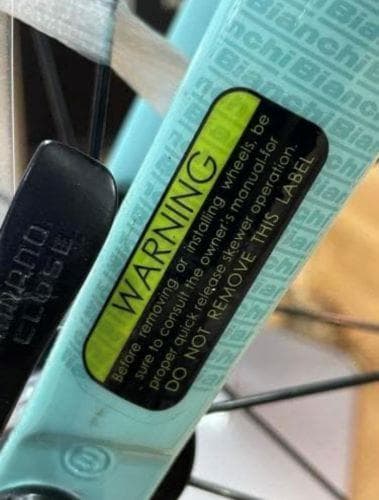 Bianchi
WARNING
Before removing or installing wheels, be
sure to consult the owner's manual for
proper quick release skewer operation.
DO NOT REMOVE THIS LABEL
CLOSE